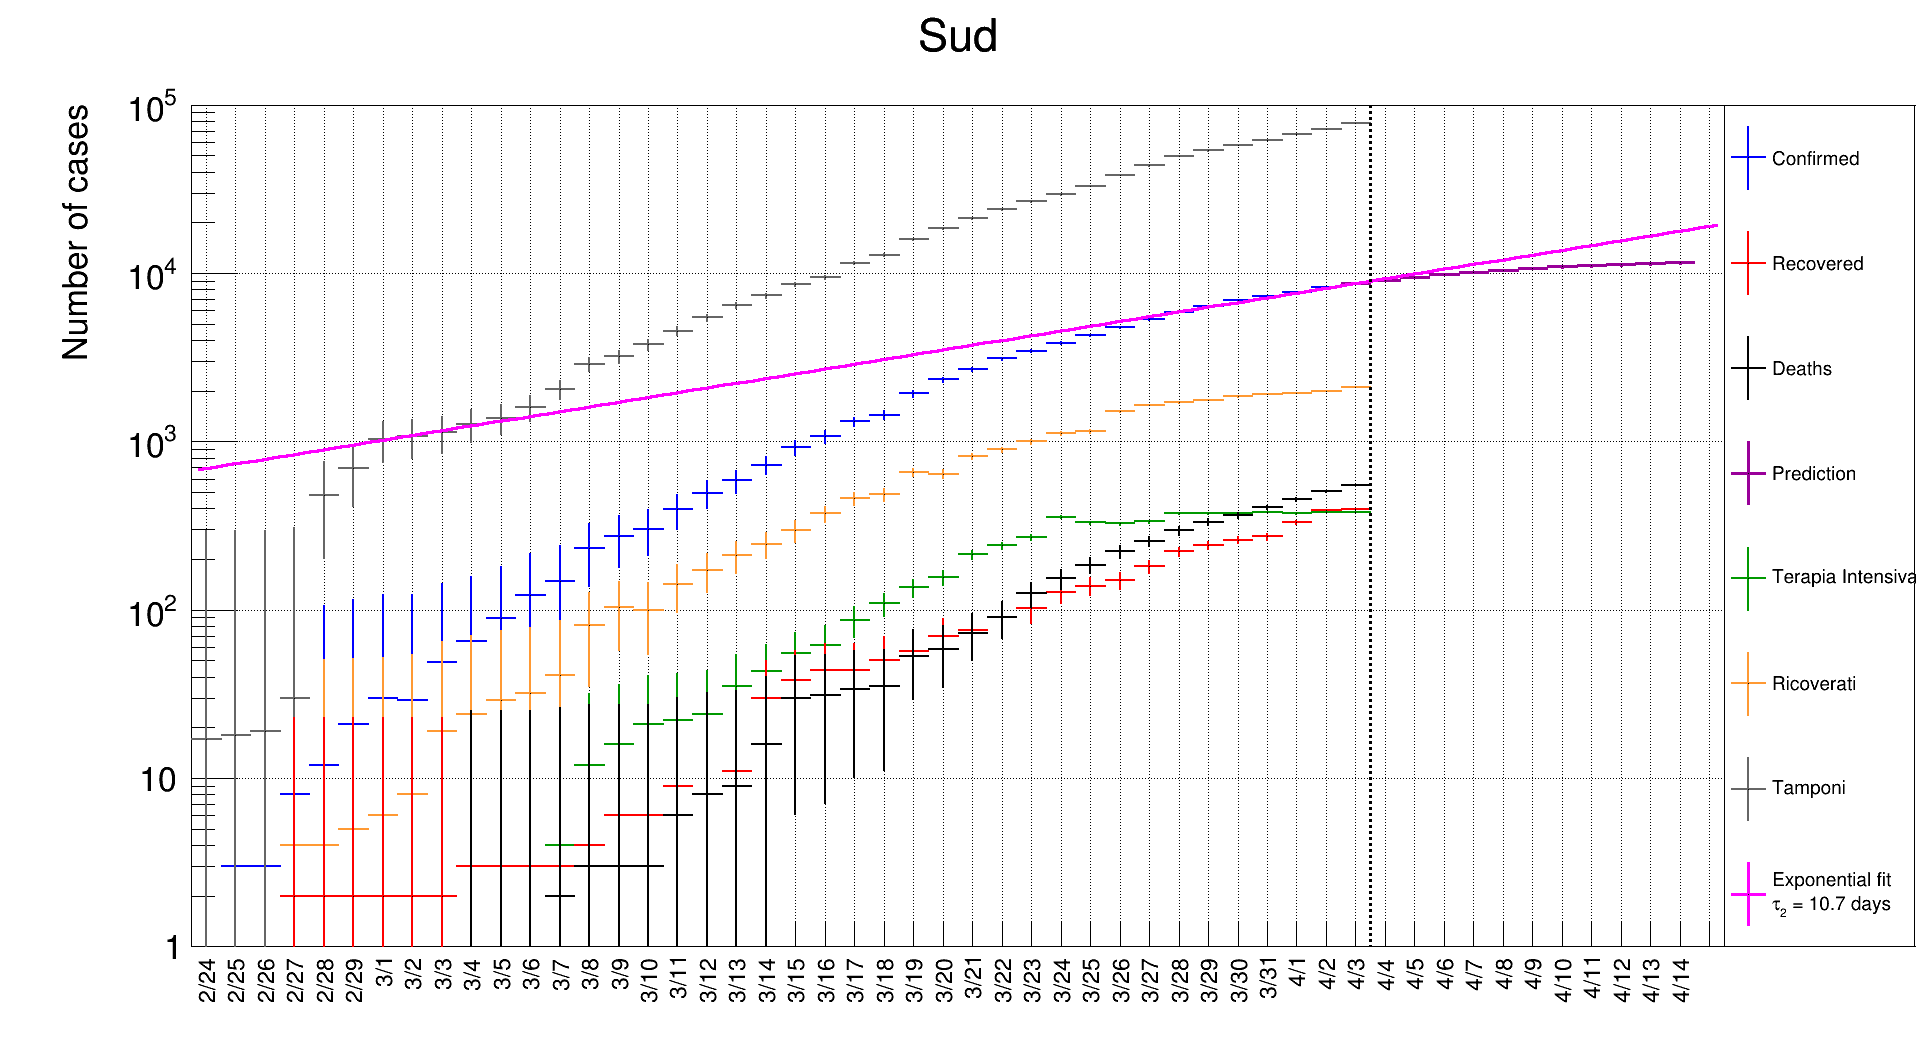 Sud
Number of cases
10^5
10^4
10^3
10^2
10
1
2/24 2/25 2/26 2/27 2/28 2/29 3/1 3/2 3/3 3/4 3/5 3/6 3/7 3/8 3/9 3/10 3/11 3/12 3/13 3/14 3/15 3/16 3/17 3/18 3/19 3/20 3/21 3/22 3/23 3/24 3/25 3/26 3/27 3/28 3/29 3/30 3/31 4/1 4/2 4/3 4/4 4/5 4/6 4/7 4/8 4/9 4/10 4/11 4/12 4/13 4/14
Confirmed
Recovered
Deaths
Prediction
Terapia Intensiva
Ricoverati
Tamponi
Exponential fit
τ_2 = 10.7 days